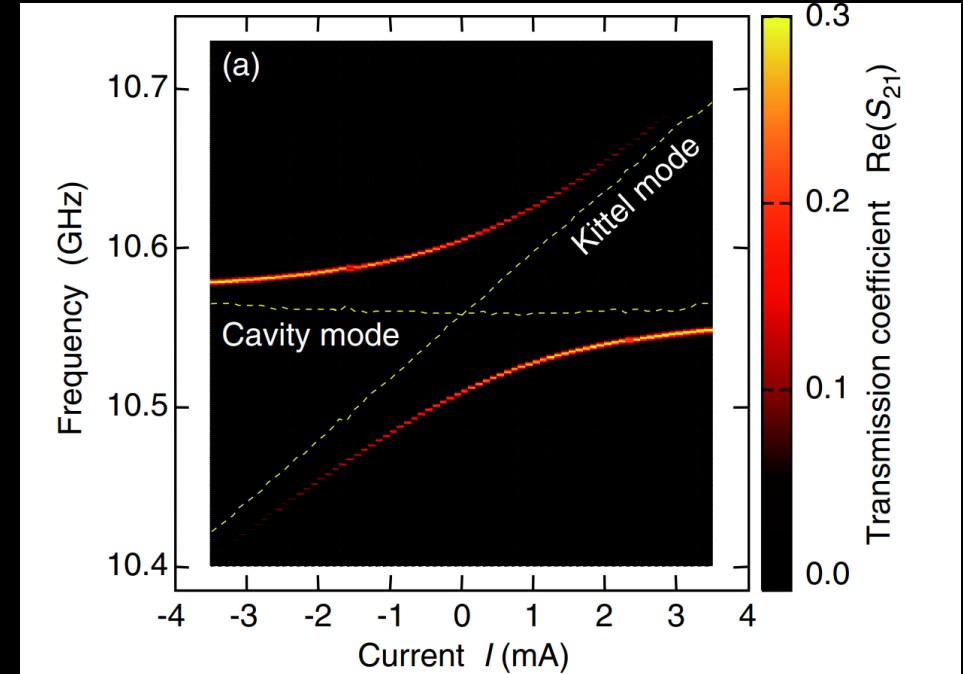 (a)
10.7
10.6
10.5
10.4
Frequency (GHz)
Kittel mode
Cavity mode
-4 -3 -2 -1 0 1 2 3 4
Current I (mA)
0.3
0.2
0.1
0.0
Transmission coefficient Re(S21)